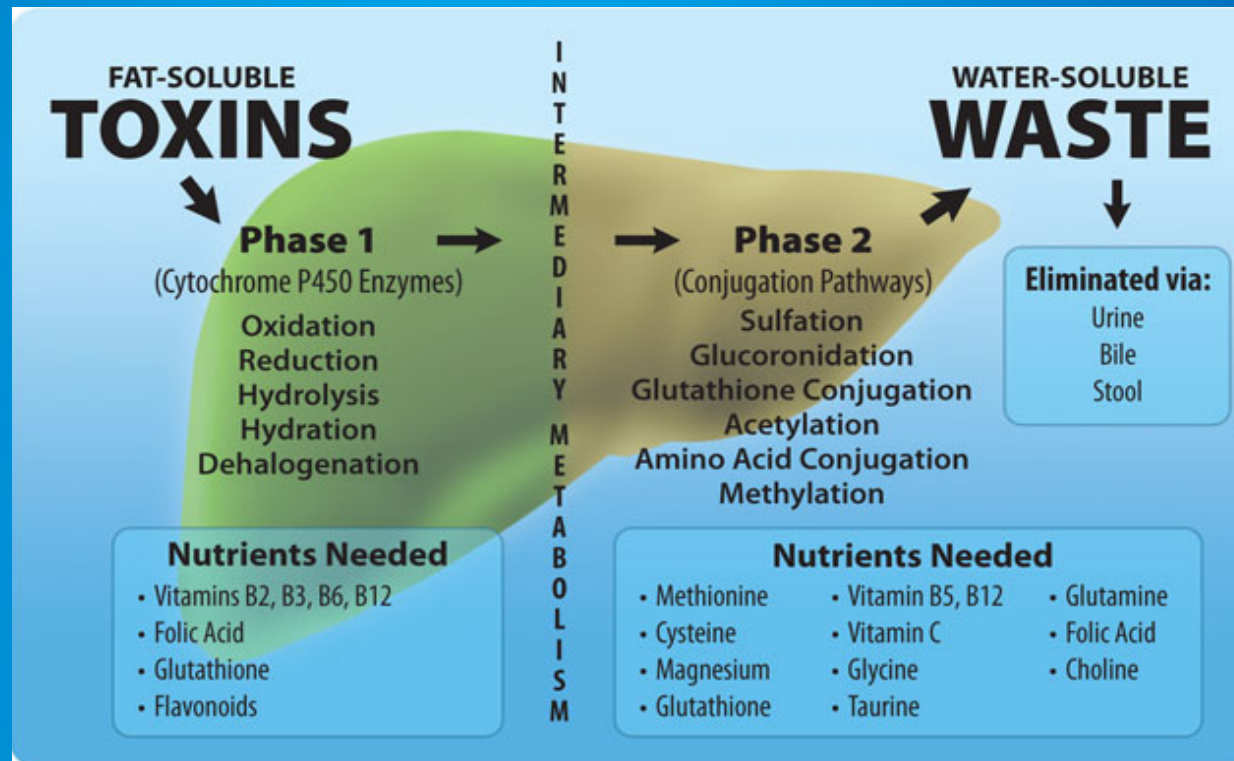 FAT-SOLUBLE
TOXINS
Phase 1
(Cytochrome P450 Enzymes)
Oxidation
Reduction
Hydrolysis
Hydration
Dehalogenation
Nutrients Needed
• Vitamins B2, B3, B6, B12
• Folic Acid
• Glutathione
• Flavonoids
INTERMEDIARY METABOLISM
Phase 2
(Conjugation Pathways)
Sulfation
Glucoronidation
Glutathione Conjugation
Acetylation
Amino Acid Conjugation
Methylation
Nutrients Needed
• Methionine
• Cysteine
• Magnesium
• Glutathione
• Vitamin B5, B12
• Vitamin C
• Glycine
• Taurine
• Glutamine
• Folic Acid
• Choline
WATER-SOLUBLE
WASTE
Eliminated via:
Urine
Bile
Stool